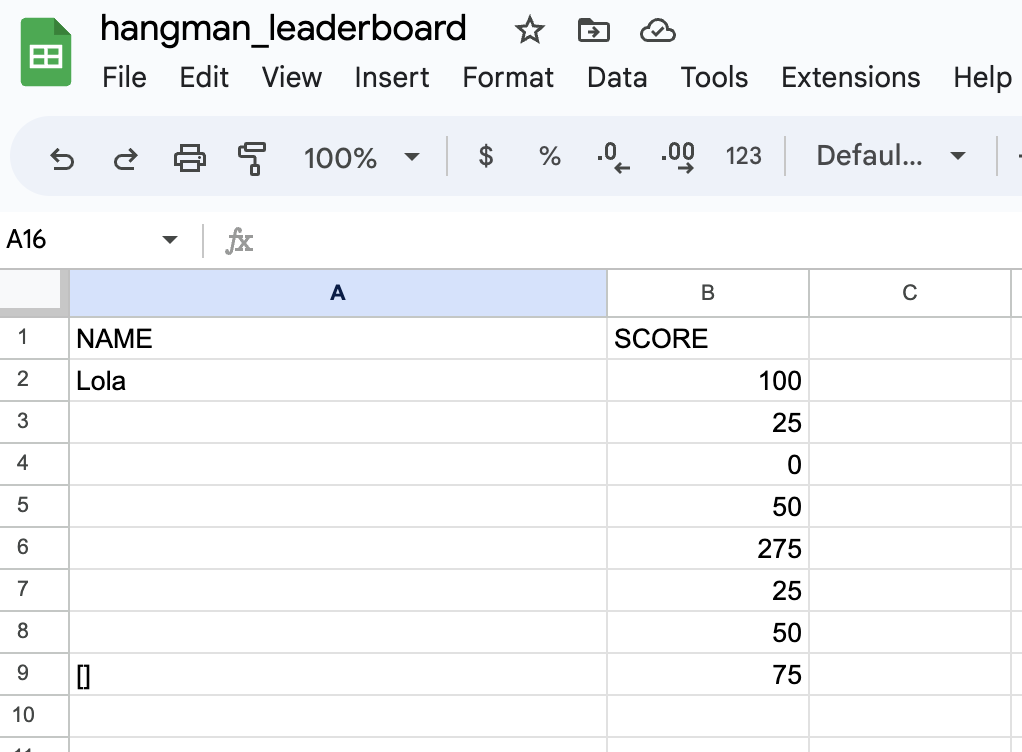 hangman_leaderboard
File Edit View Insert Format Data Tools Extensions Help
100% $ % .0 .00 123 Defaul...
A16 fx
A B C
1 NAME SCORE
2 Lola 100
3 25
4 0
5 50
6 275
7 25
8 50
9 [] 75
10